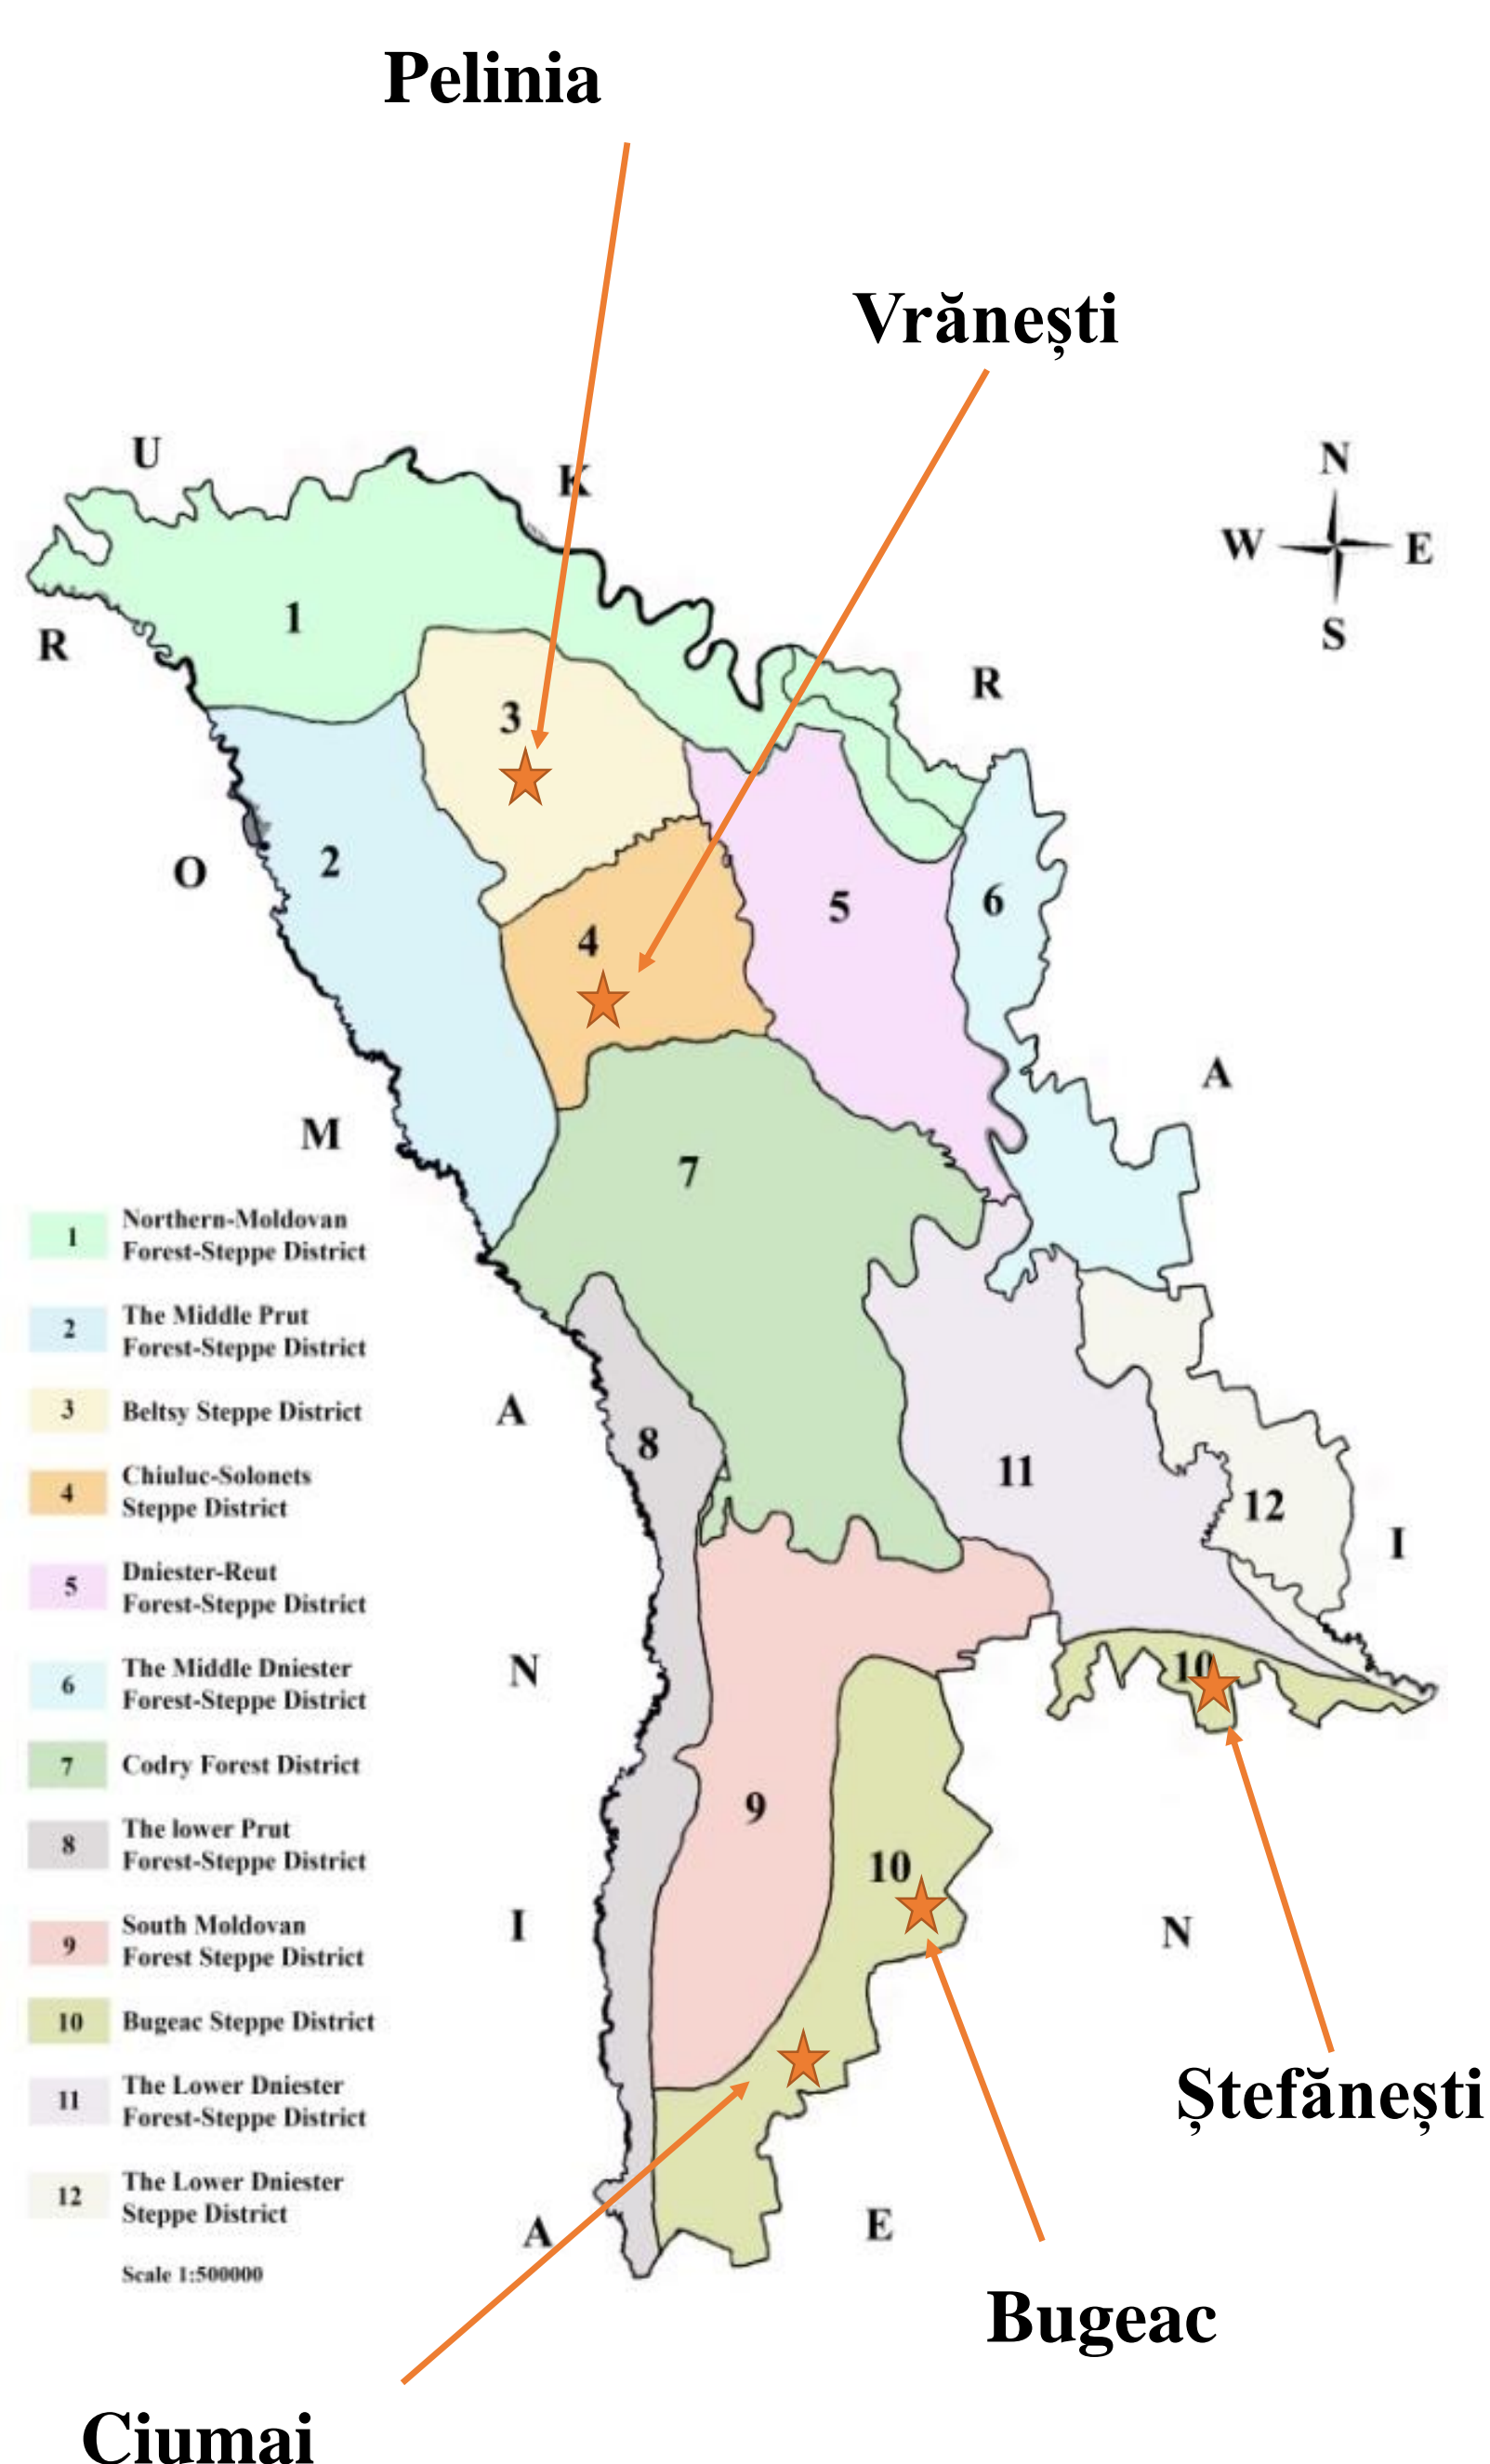 Pelinia
Vrănești
U
K
N
W E
S
R
1
R
3
2
O
5
6
4
A
M
7
1 Northern-Moldovan
Forest-Steppe District
2 The Middle Prut
Forest-Steppe District
3 Beltsy Steppe District
4 Chiuluc-Solonets
Steppe District
5 Dniester-Reut
Forest-Steppe District
6 The Middle Dniester
Forest-Steppe District
7 Codry Forest District
8 The lower Prut
Forest-Steppe District
9 South Moldovan
Forest Steppe District
10 Bugeac Steppe District
11 The Lower Dniester
Forest-Steppe District
12 The Lower Dniester
Steppe District
Scale 1:500000
A
8
11
12
I
N
10
9
10
I
N
Ștefănești
A
E
Bugeac
Ciumai